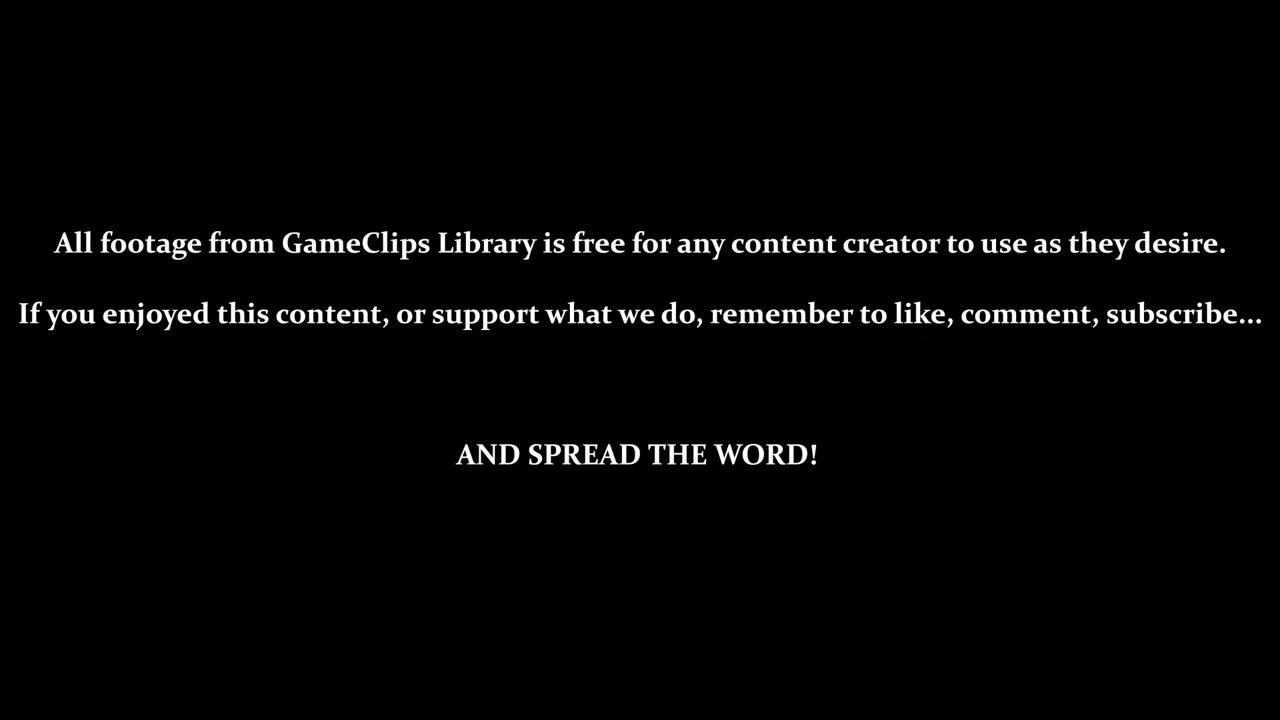 All footage from GameClips Library is free for any content creator to use as they desire.
If you enjoyed this content, or support what we do, remember to like, comment, subscribe...
AND SPREAD THE WORD!